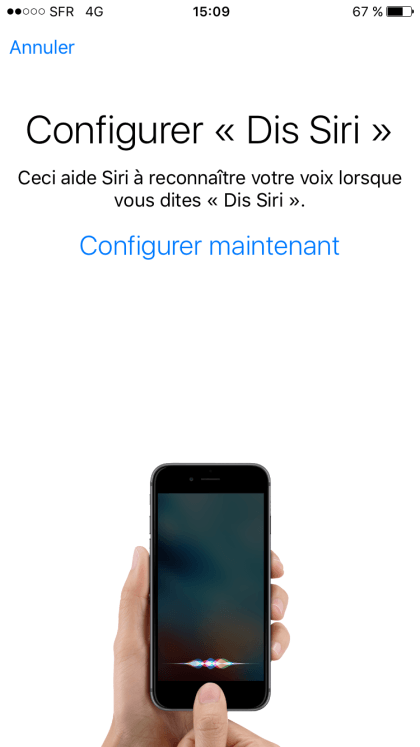 SFR 4G 15:09 67 %
Annuler
Configurer « Dis Siri »
Ceci aide Siri à reconnaître votre voix lorsque
vous dites « Dis Siri ».
Configurer maintenant